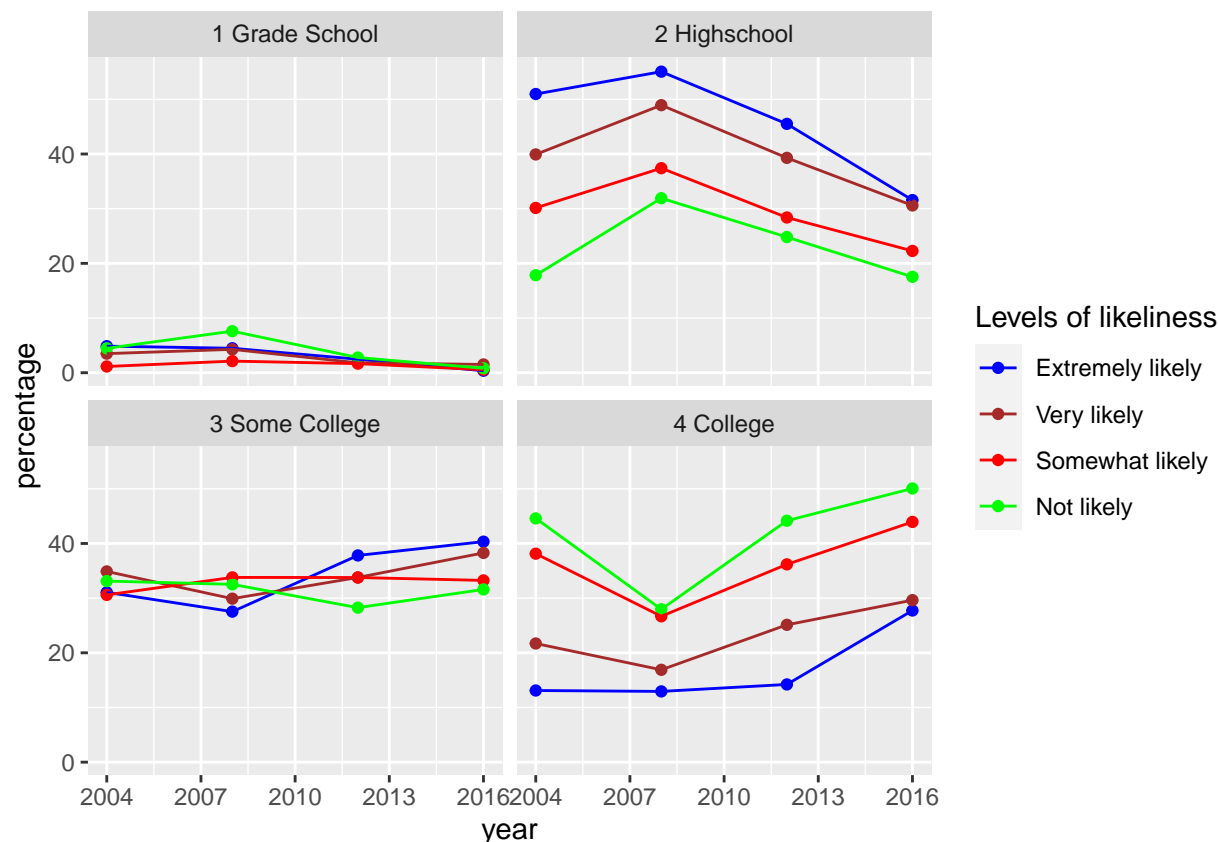 1 Grade School
2 Highschool
40
20
0
3 Some College
4 College
40
20
0
2004 2007 2010 2013 2016 2004 2007 2010 2013 2016
year
percentage
Levels of likeliness
Extremely likely
Very likely
Somewhat likely
Not likely